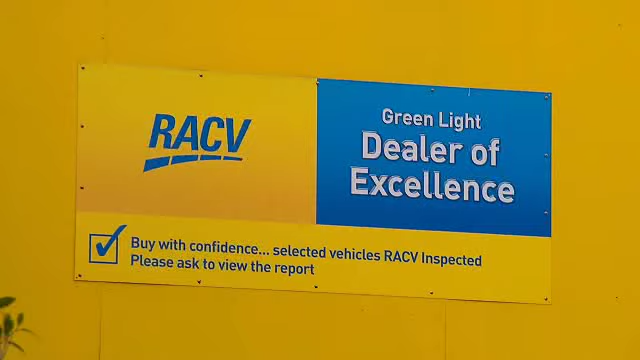 RACV
Green Light
Dealer of
Excellence
Buy with confidence... selected vehicles RACV Inspected
Please ask to view the report